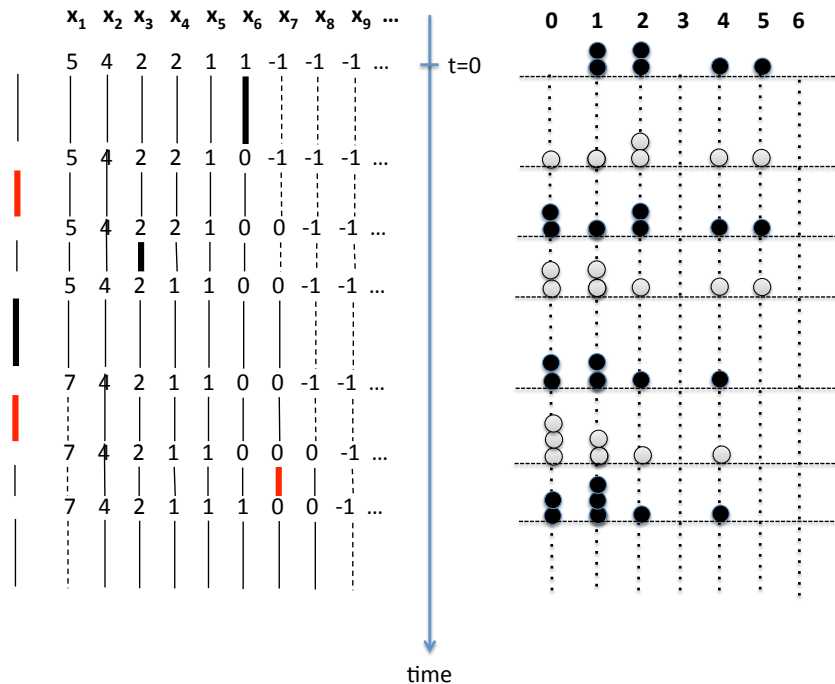 x1 x2 x3 x4 x5 x6 x7 x8 x9 ...
0 1 2 3 4 5 6
5 4 2 2 1 1 -1 -1 -1 ...
t=0
5 4 2 2 1 0 -1 -1 -1 ...
5 4 2 2 1 0 0 -1 -1 ...
5 4 2 1 1 0 0 -1 -1 ...
7 4 2 1 1 0 0 -1 -1 ...
7 4 2 1 1 0 0 0 -1 ...
7 4 2 1 1 1 0 0 -1 ...
time